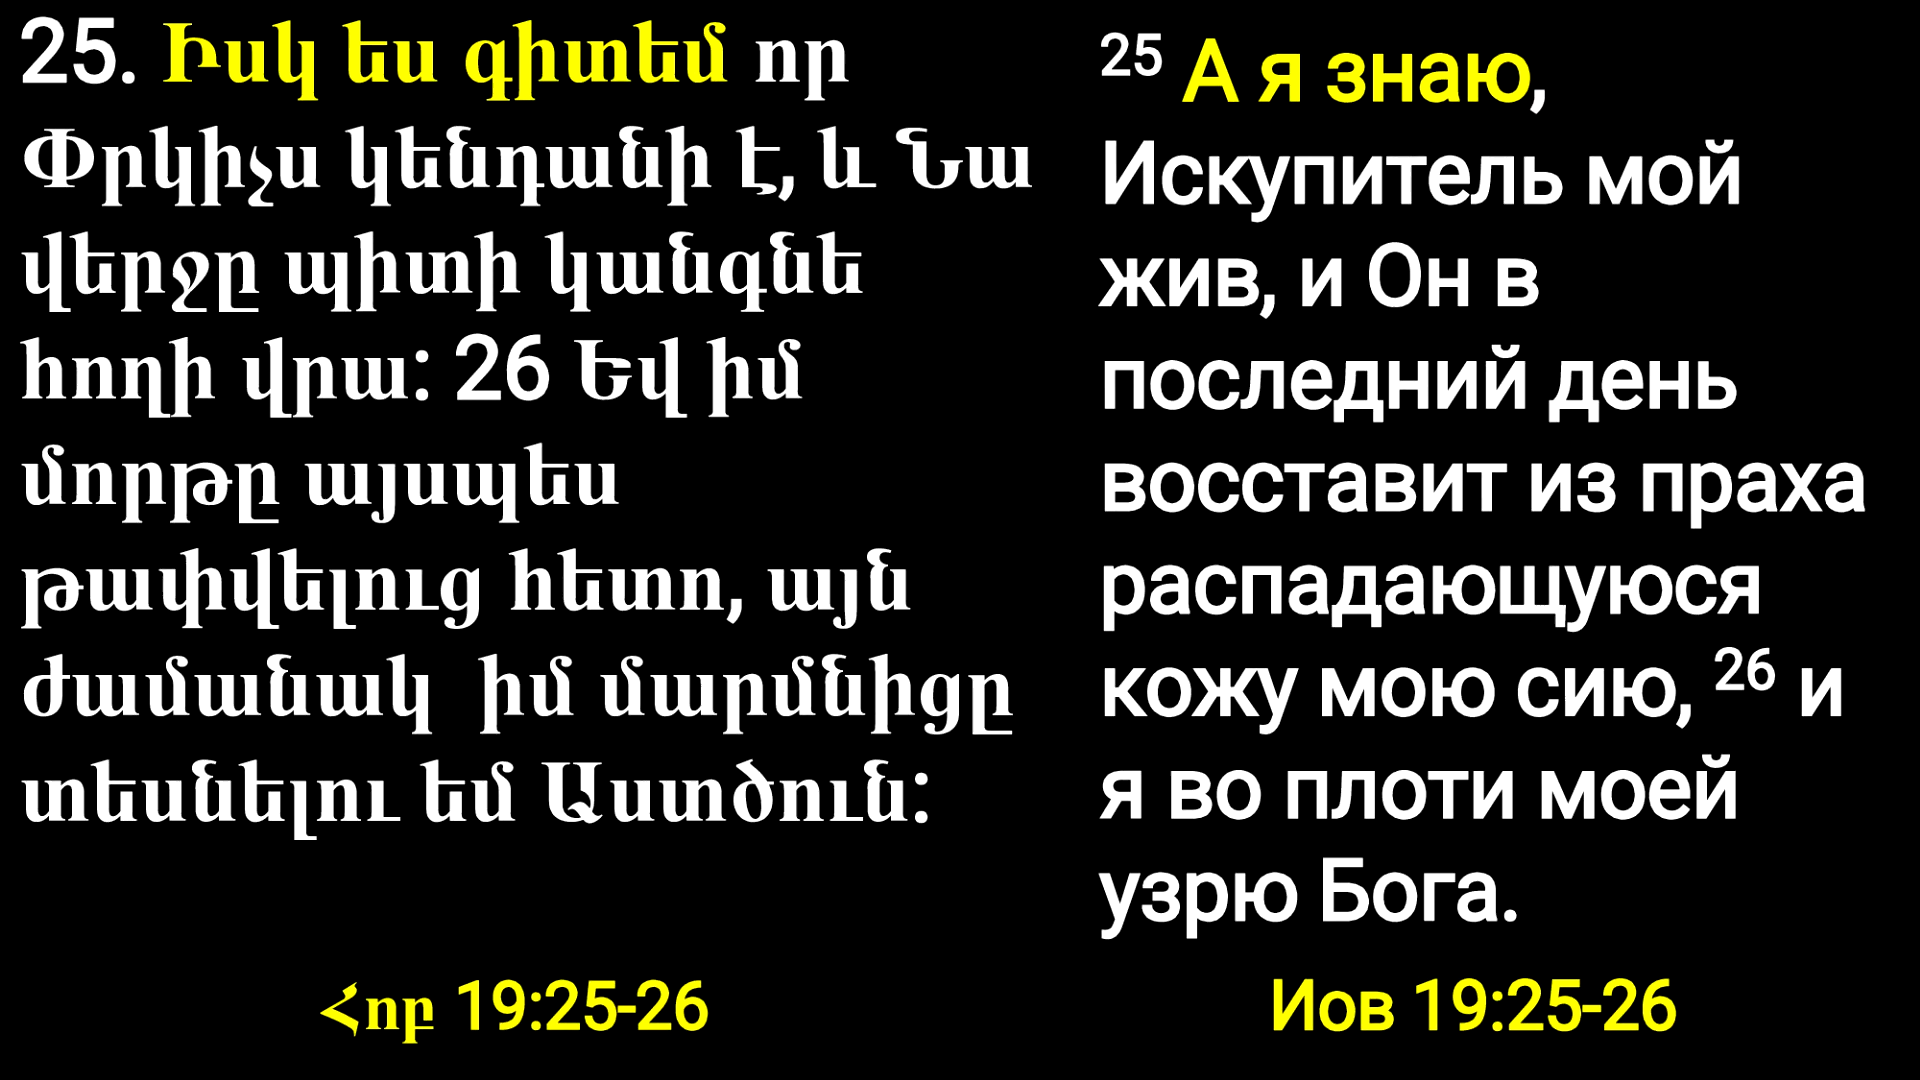 25. Իսկ ես գիտեմ որ
Փրկիչս կենդանի է, և Նա
վերջը պիտի կանգնե
հողի վրա: 26 Եվ իմ
մորթը այսպես
թափվելուց հետո, այն
ժամանակ  իմ մարմնիցը
տեսնելու եմ Աստծուն:
Հոբ 19:25-26
25 А я знаю,
Искупитель мой
жив, и Он в
последний день
восставит из праха
распадающуюся
кожу мою сию, 26 и
я во плоти моей
узрю Бога.
Иов 19:25-26